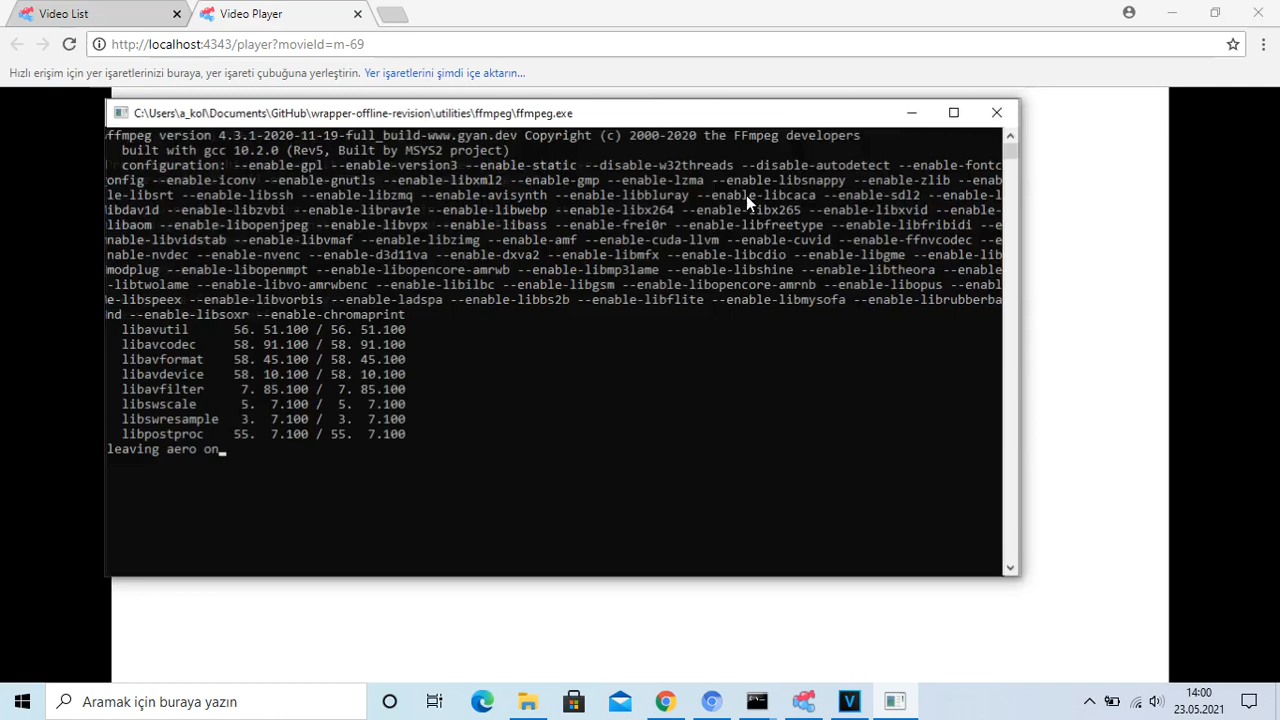 Video List
Video Player
http://localhost:4343/player?movieId=m-69
Hızlı erişim için yer işaretlerinizi buraya, yer işareti çubuğuna yerleştirin. Yer işaretlerini şimdi içe aktarın...
C:\Users\a_kol\Documents\GitHub\wrapper-offline-revision\utilities\ffmpeg\ffmpeg.exe
ffmpeg version 4.3.1-2020-11-19-full_build-www.gyan.dev Copyright (c) 2000-2020 the FFmpeg developers
built with gcc 10.2.0 (Rev5, Built by MSYS2 project)
configuration: --enable-gpl --enable-version3 --enable-static --disable-w32threads --disable-autodetect --enable-fontc
onfig --enable-iconv --enable-gnutls --enable-libxml2 --enable-gmp --enable-lzma --enable-libsnappy --enable-zlib --enab
le-libsrt --enable-libssh --enable-libzmq --enable-avisynth --enable-libbluray --enable-libcaca --enable-sdl2 --enable-l
ibdav1d --enable-libzvbi --enable-librav1e --enable-libwebp --enable-libx264 --enable-libx265 --enable-libxvid --enable-
libaom --enable-libopenjpeg --enable-libvpx --enable-libass --enable-frei0r --enable-libfreetype --enable-libfribidi --e
nable-libvidstab --enable-libvmaf --enable-libzimg --enable-amf --enable-cuda-llvm --enable-cuvid --enable-ffnvcodec --e
nable-nvdec --enable-nvenc --enable-d3d11va --enable-dxva2 --enable-libmfx --enable-libcdio --enable-libgme --enable-lib
modplug --enable-libopenmpt --enable-libopencore-amrwb --enable-libmp3lame --enable-libshine --enable-libtheora --enable
-libtwolame --enable-libvo-amrwbenc --enable-libilbc --enable-libgsm --enable-libopencore-amrnb --enable-libopus --enabl
e-libspeex --enable-libvorbis --enable-ladspa --enable-libbs2b --enable-libflite --enable-libmysofa --enable-librubberba
nd --enable-libsoxr --enable-chromaprint
libavutil 56. 51.100 / 56. 51.100
libavcodec 58. 91.100 / 58. 91.100
libavformat 58. 45.100 / 58. 45.100
libavdevice 58. 10.100 / 58. 10.100
libavfilter 7. 85.100 / 7. 85.100
libswscale 5. 7.100 / 5. 7.100
libswresample 3. 7.100 / 3. 7.100
libpostproc 55. 7.100 / 55. 7.100
leaving aero on
Aramak için buraya yazın
14:00
23.05.2021